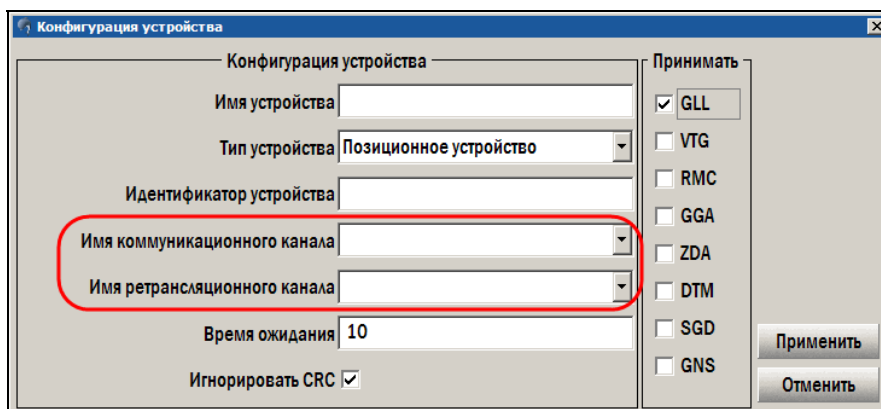 Конфигурация устройства
Конфигурация устройства
Имя устройства
Тип устройства Позиционное устройство
Идентификатор устройства
Имя коммуникационного канала
Имя ретрансляционного канала
Время ожидания 10
Игнорировать CRC
Принимать
GLL
VTG
RMC
GGA
ZDA
DTM
SGD
GNS
Применить
Отменить